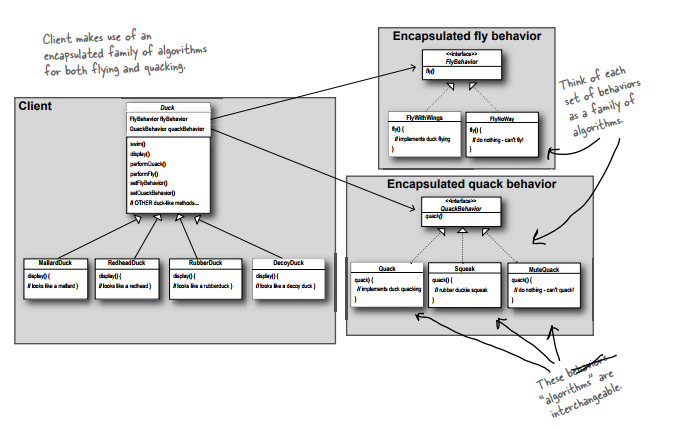 Client makes use of an
encapsulated family of algorithms
for both flying and quacking.
Client
Duck
FlyBehavior flyBehavior
QuackBehavior quackBehavior
swim()
display()
performQuack()
performFly()
setFlyBehavior()
setQuackBehavior()
// OTHER duck-like methods...
MallardDuck
display() {
// looks like a mallard }
RedheadDuck
display() {
// looks like a redhead }
RubberDuck
display() {
// looks like a rubberduck }
DecoyDuck
display() {
// looks like a decoy duck }
Encapsulated fly behavior
<<interface>>
FlyBehavior
fly()
FlyWithWings
fly() {
// implements duck flying
}
FlyNoWay
fly() {
// do nothing - can't fly!
}
Think of each
set of behaviors
as a family of
algorithms.
Encapsulated quack behavior
<<interface>>
QuackBehavior
quack()
Quack
quack() {
// implements duck quacking
}
Squeak
quack() {
// rubber duckie squeak
}
MuteQuack
quack() {
// do nothing - can't quack!
}
These behaviors
"algorithms" are
interchangeable.